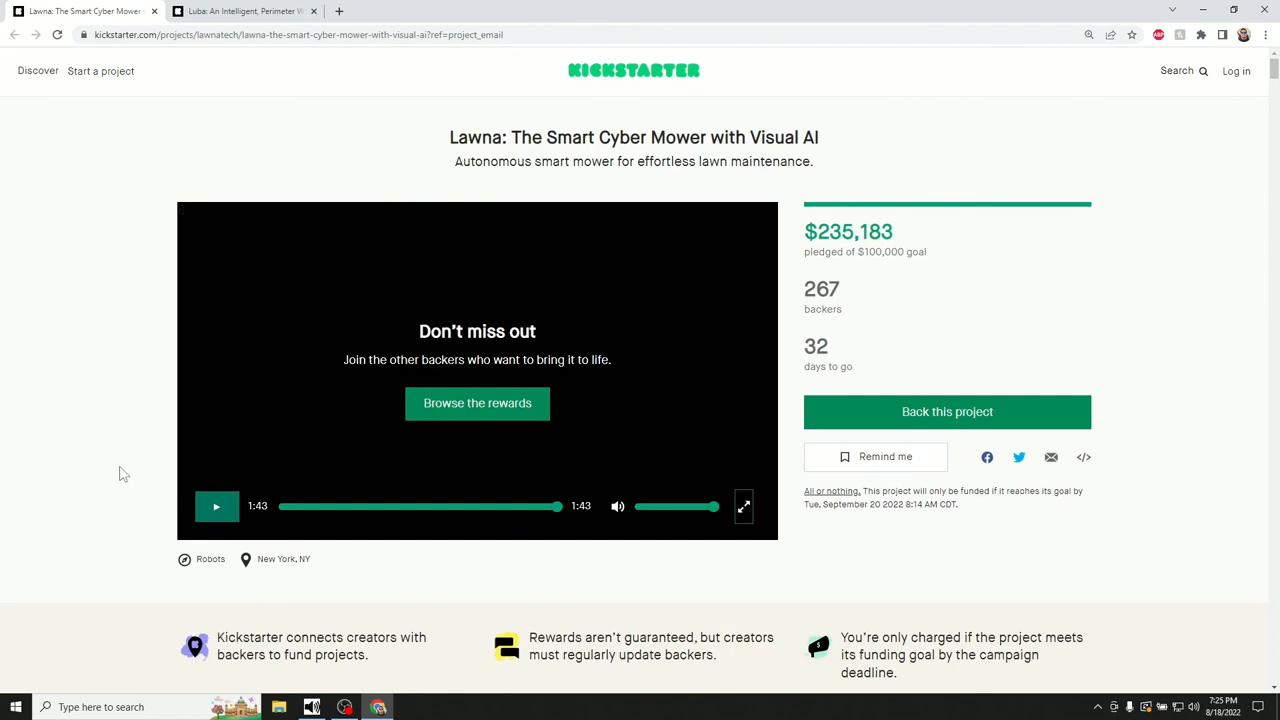 Lawna: The Smart Cyber Mower
Luba: An Intelligent, Perimeter W
kickstarter.com/projects/lawnatech/lawna-the-smart-cyber-mower-with-visual-ai?ref=project_email
ABP
Discover
Start a project
KICKSTARTER
Search
Log in
Lawna: The Smart Cyber Mower with Visual AI
Autonomous smart mower for effortless lawn maintenance.
$235,183
pledged of $100,000 goal
267
backers
32
days to go
Don't miss out
Join the other backers who want to bring it to life.
Browse the rewards
1:43
1:43
Back this project
Remind me
All or nothing. This project will only be funded if it reaches its goal by
Tue, September 20 2022 8:14 AM CDT.
Robots
New York, NY
Kickstarter connects creators with
backers to fund projects.
Rewards aren't guaranteed, but creators
must regularly update backers.
You're only charged if the project meets
its funding goal by the campaign
deadline.
Type here to search
7:25 PM
8/18/2022